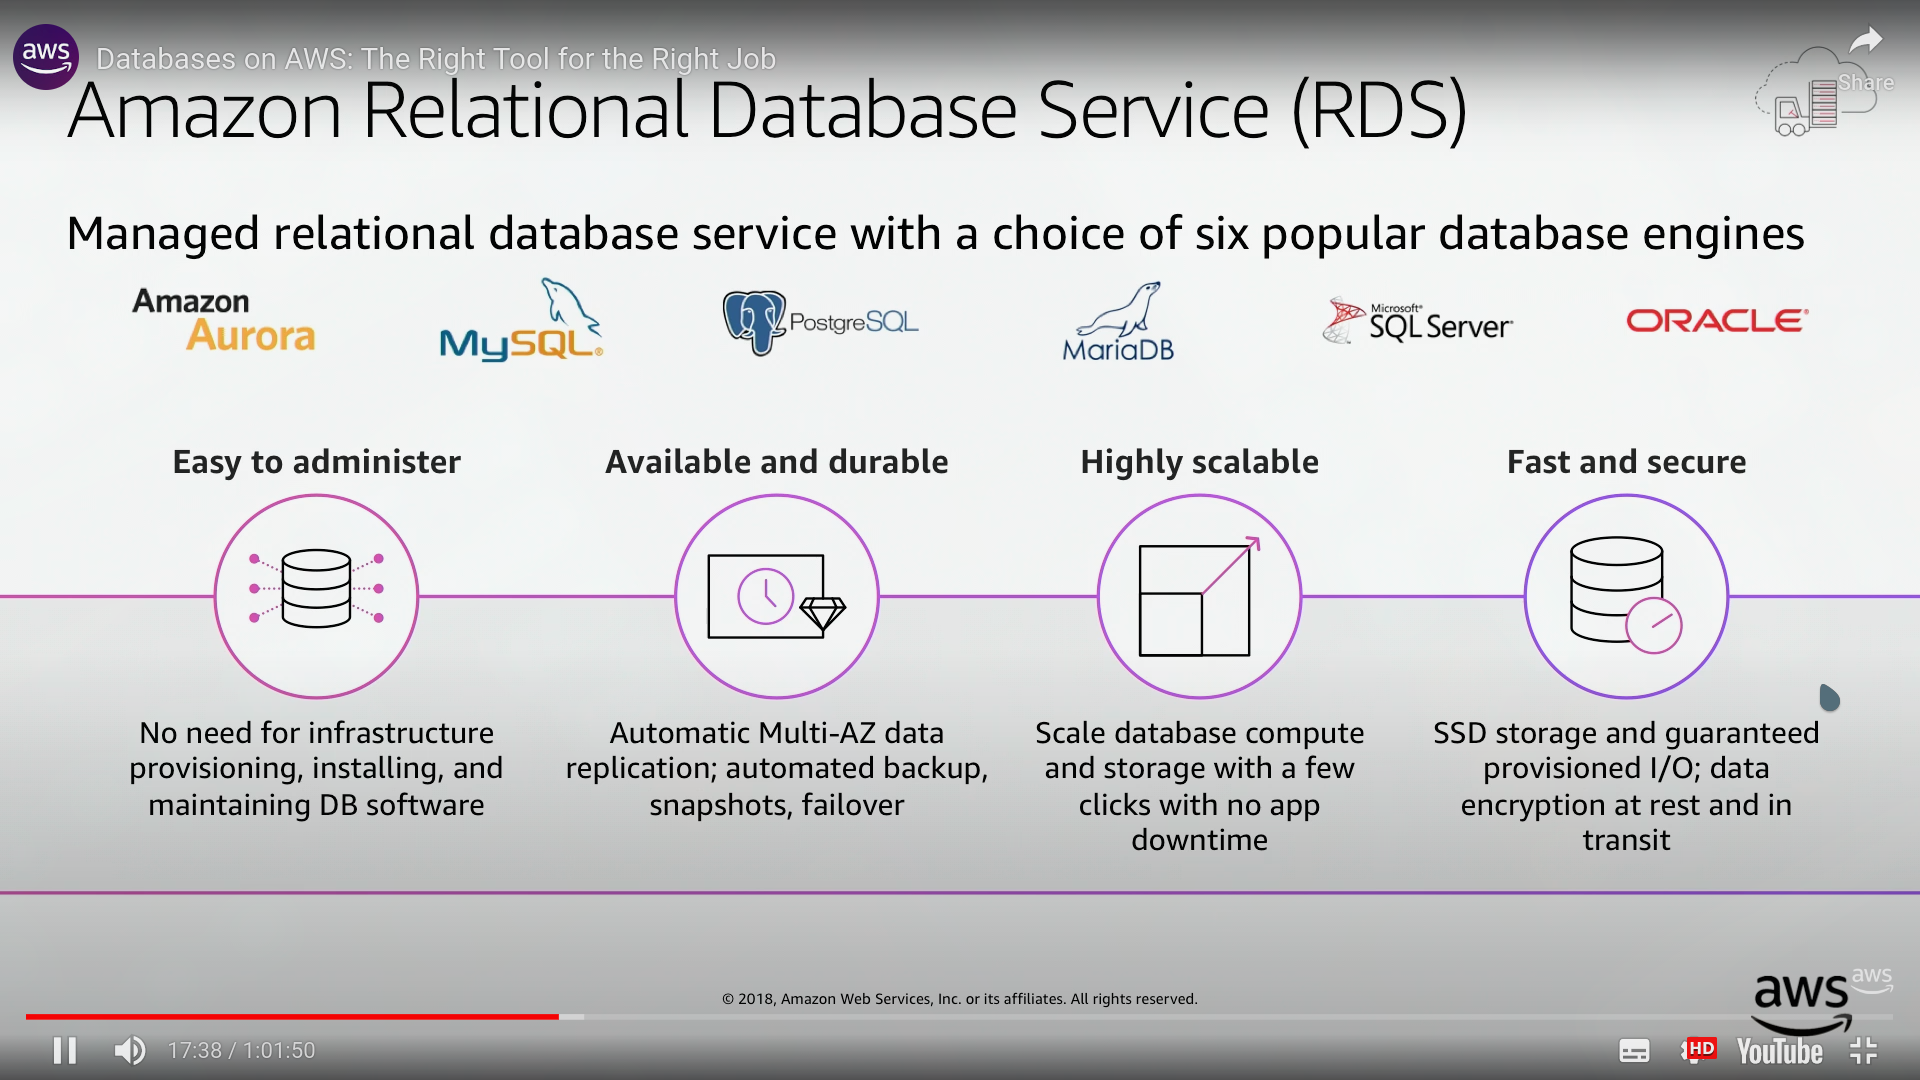 aws
Databases on AWS: The Right Tool for the Right Job
Share
Amazon Relational Database Service (RDS)
Managed relational database service with a choice of six popular database engines
Amazon
Aurora
MySQL®
PostgreSQL
MariaDB
Microsoft®
SQL Server®
ORACLE®
Easy to administer
Available and durable
Highly scalable
Fast and secure
No need for infrastructure
provisioning, installing, and
maintaining DB software
Automatic Multi-AZ data
replication; automated backup,
snapshots, failover
Scale database compute
and storage with a few
clicks with no app
downtime
SSD storage and guaranteed
provisioned I/O; data
encryption at rest and in
transit
© 2018, Amazon Web Services, Inc. or its affiliates. All rights reserved.
aws
aws
17:38 / 1:01:50
HD
YouTube